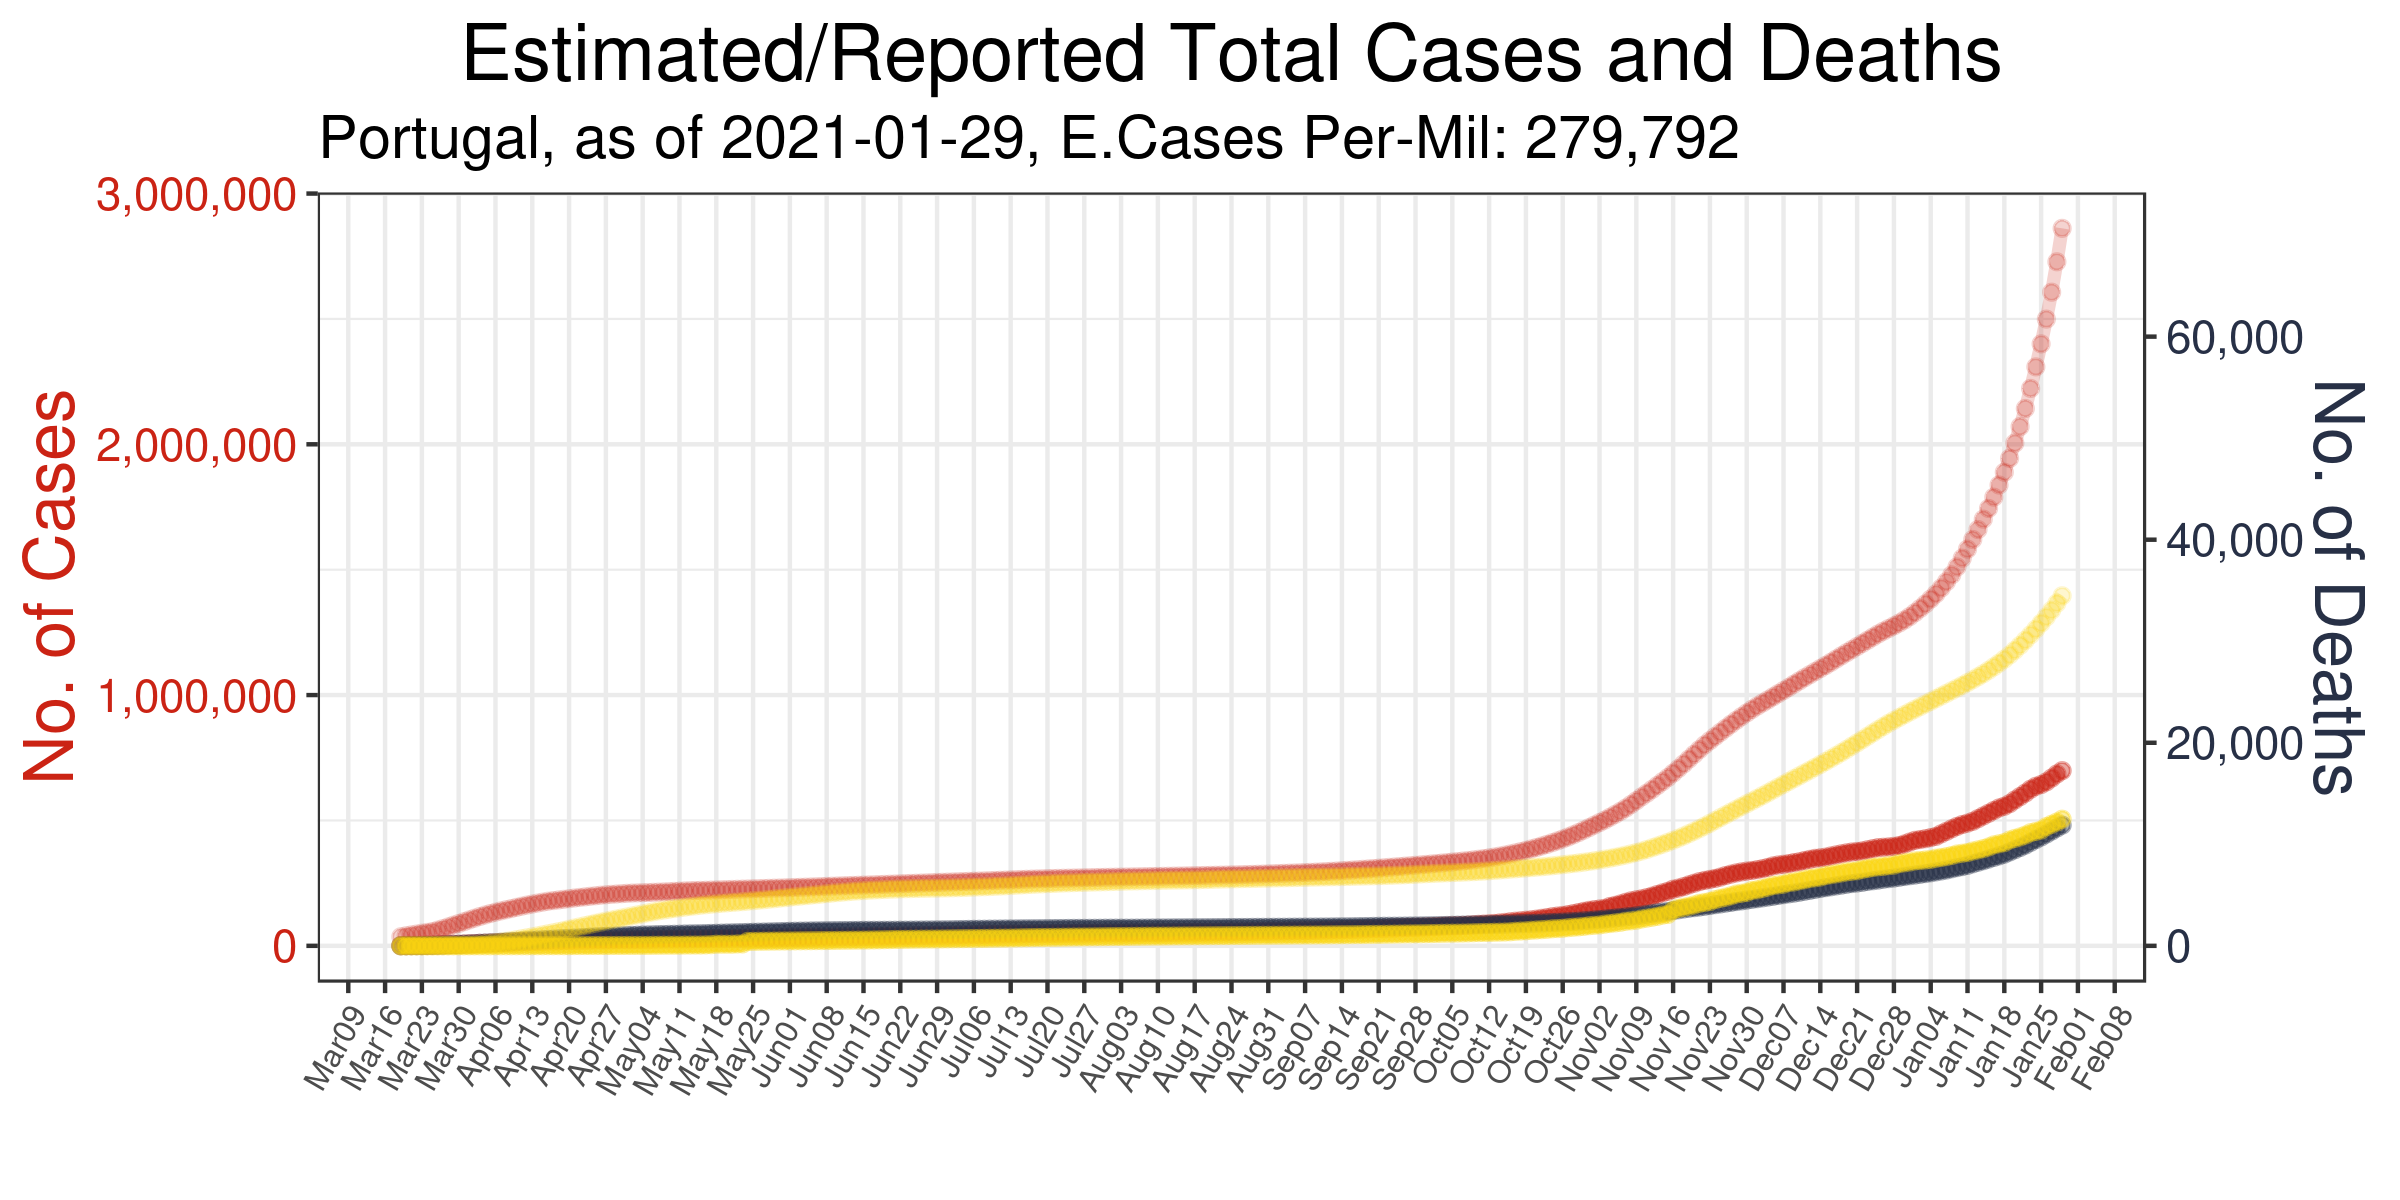 Estimated/Reported Total Cases and Deaths
Portugal, as of 2021-01-29, E.Cases Per-Mil: 279,792
No. of Cases
3,000,000
2,000,000
1,000,000
0
60,000
40,000
20,000
0
No. of Deaths
Mar09
Mar16
Mar23
Mar30
Apr06
Apr13
Apr20
Apr27
May04
May11
May18
May25
Jun01
Jun08
Jun15
Jun22
Jun29
Jul06
Jul13
Jul20
Jul27
Aug03
Aug10
Aug17
Aug24
Aug31
Sep07
Sep14
Sep21
Sep28
Oct05
Oct12
Oct19
Oct26
Nov02
Nov09
Nov16
Nov23
Nov30
Dec07
Dec14
Dec21
Dec28
Jan04
Jan11
Jan18
Jan25
Feb01
Feb08